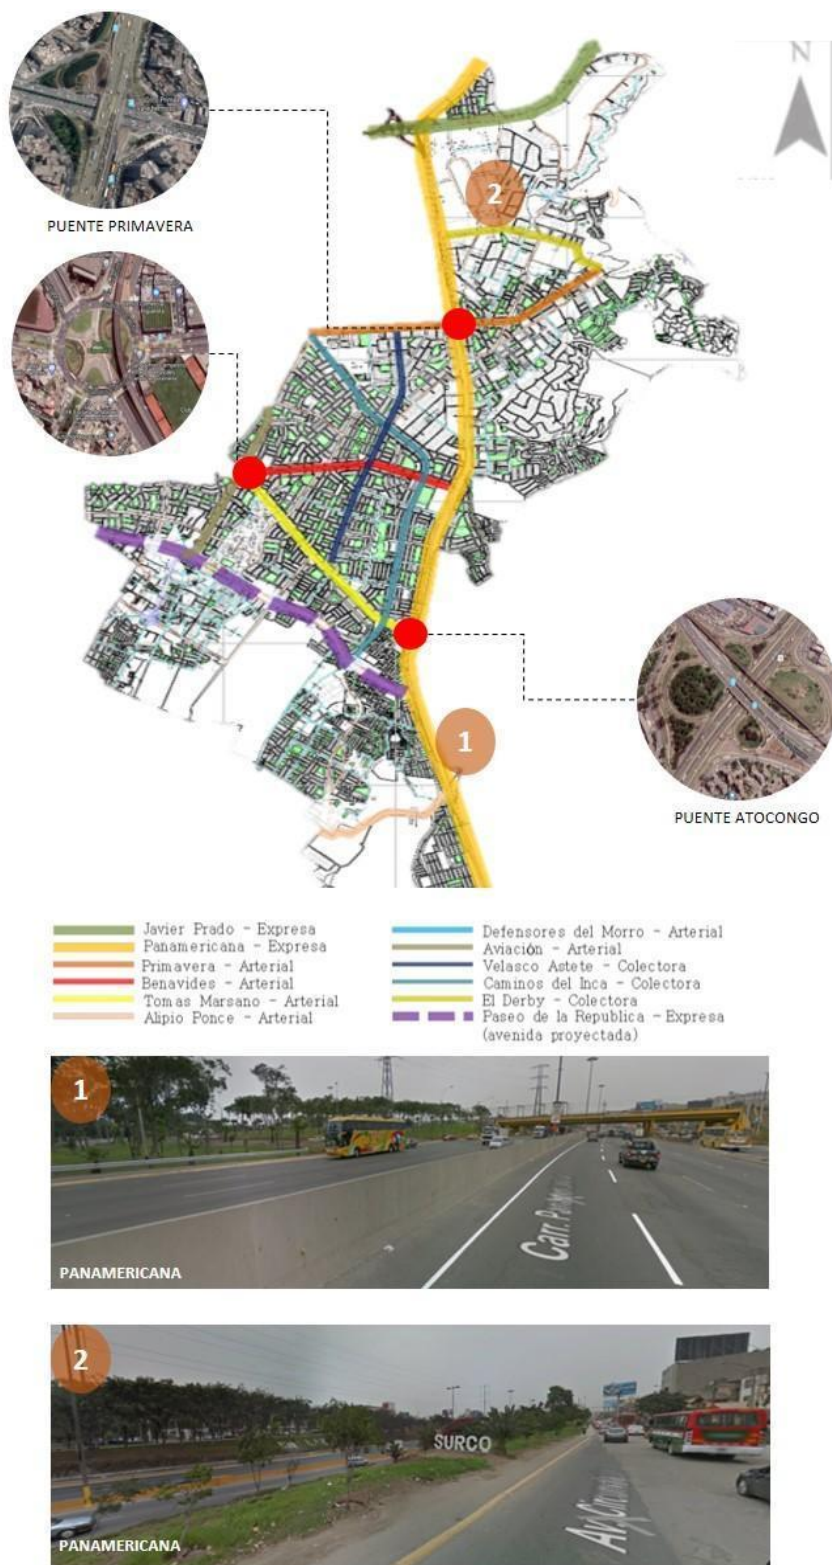 N
2
PUENTE PRIMAVERA
1
PUENTE ATOCONGO
Javier Prado - Expresa
Panamericana - Expresa
Primavera - Arterial
Benavides - Arterial
Tomas Marsano - Arterial
Alipio Ponce - Arterial
Defensores del Morro - Arterial
Aviación - Arterial
Velasco Astete - Colectora
Caminos del Inca - Colectora
El Derby - Colectora
Paseo de la Republica - Expresa
(avenida proyectada)
1
Carr. Pan
PANAMERICANA
2
SURCO
PANAMERICANA